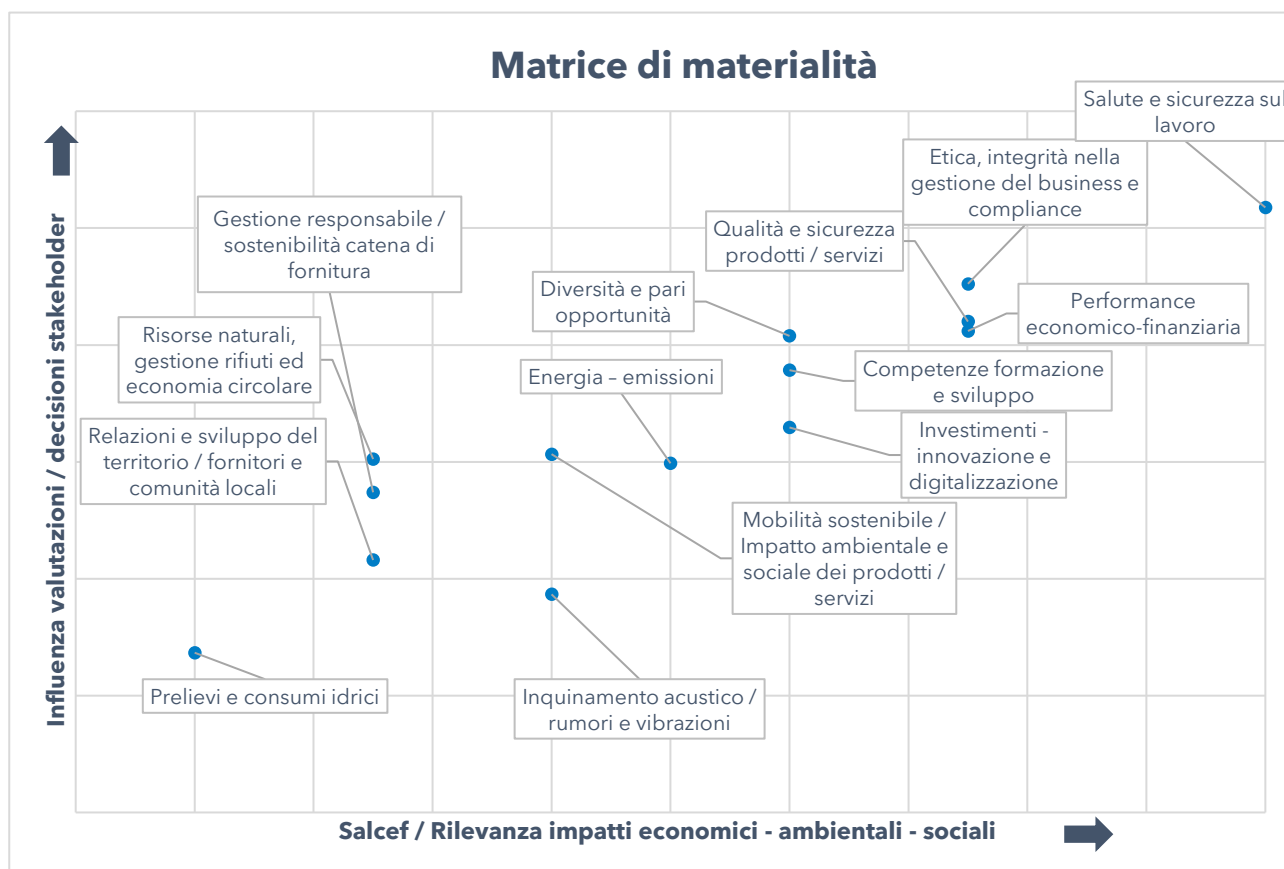 Matrice di materialità
Salute e sicurezza sul
lavoro
Etica, integrità nella
gestione del business e
compliance
Gestione responsabile /
sostenibilità catena di
fornitura
Qualità e sicurezza
prodotti / servizi
Diversità e pari
opportunità
Performance
economico-finanziaria
Risorse naturali,
gestione rifiuti ed
economia circolare
Energia – emissioni
Competenze formazione
e sviluppo
Relazioni e sviluppo del
territorio / fornitori e
comunità locali
Investimenti -
innovazione e
digitalizzazione
Mobilità sostenibile /
Impatto ambientale e
sociale dei prodotti /
servizi
Prelievi e consumi idrici
Inquinamento acustico /
rumori e vibrazioni
Influenza valutazioni / decisioni stakeholder
Salcef / Rilevanza impatti economici - ambientali - sociali